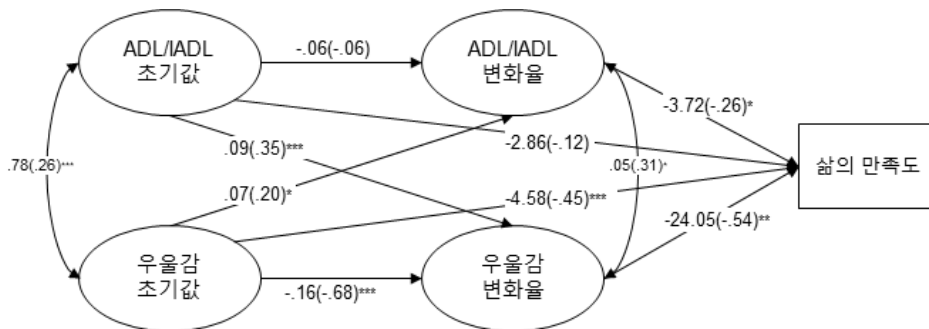 ADL/IADL
초기값
-.06(-.06)
ADL/IADL
변화율
-3.72(-.26)*
.09(.35)***
-2.86(-.12)
.78(.26)***
.05(.31)*
삶의 만족도
.07(.20)*
-4.58(-.45)***
-24.05(-.54)**
우울감
초기값
-.16(-.68)***
우울감
변화율